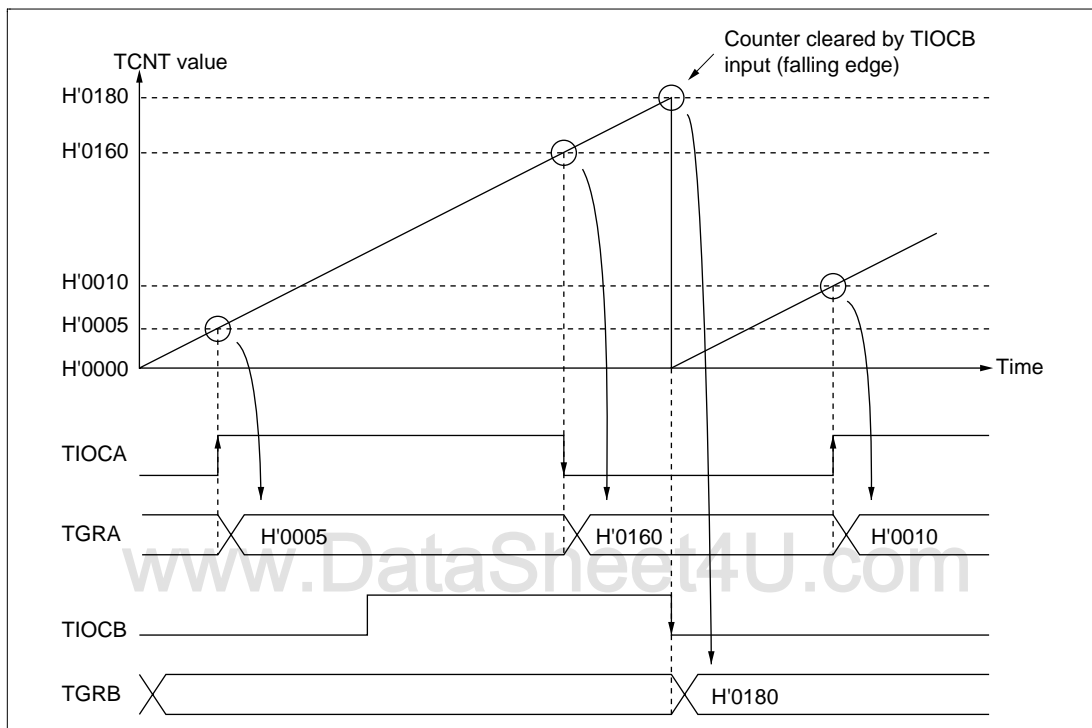 Counter cleared by TIOCB
input (falling edge)
TCNT value
H'0180
H'0160
H'0010
H'0005
H'0000
Time
TIOCA
TGRA
H'0005
H'0160
H'0010
www.DataSheet4U.com
TIOCB
TGRB
H'0180